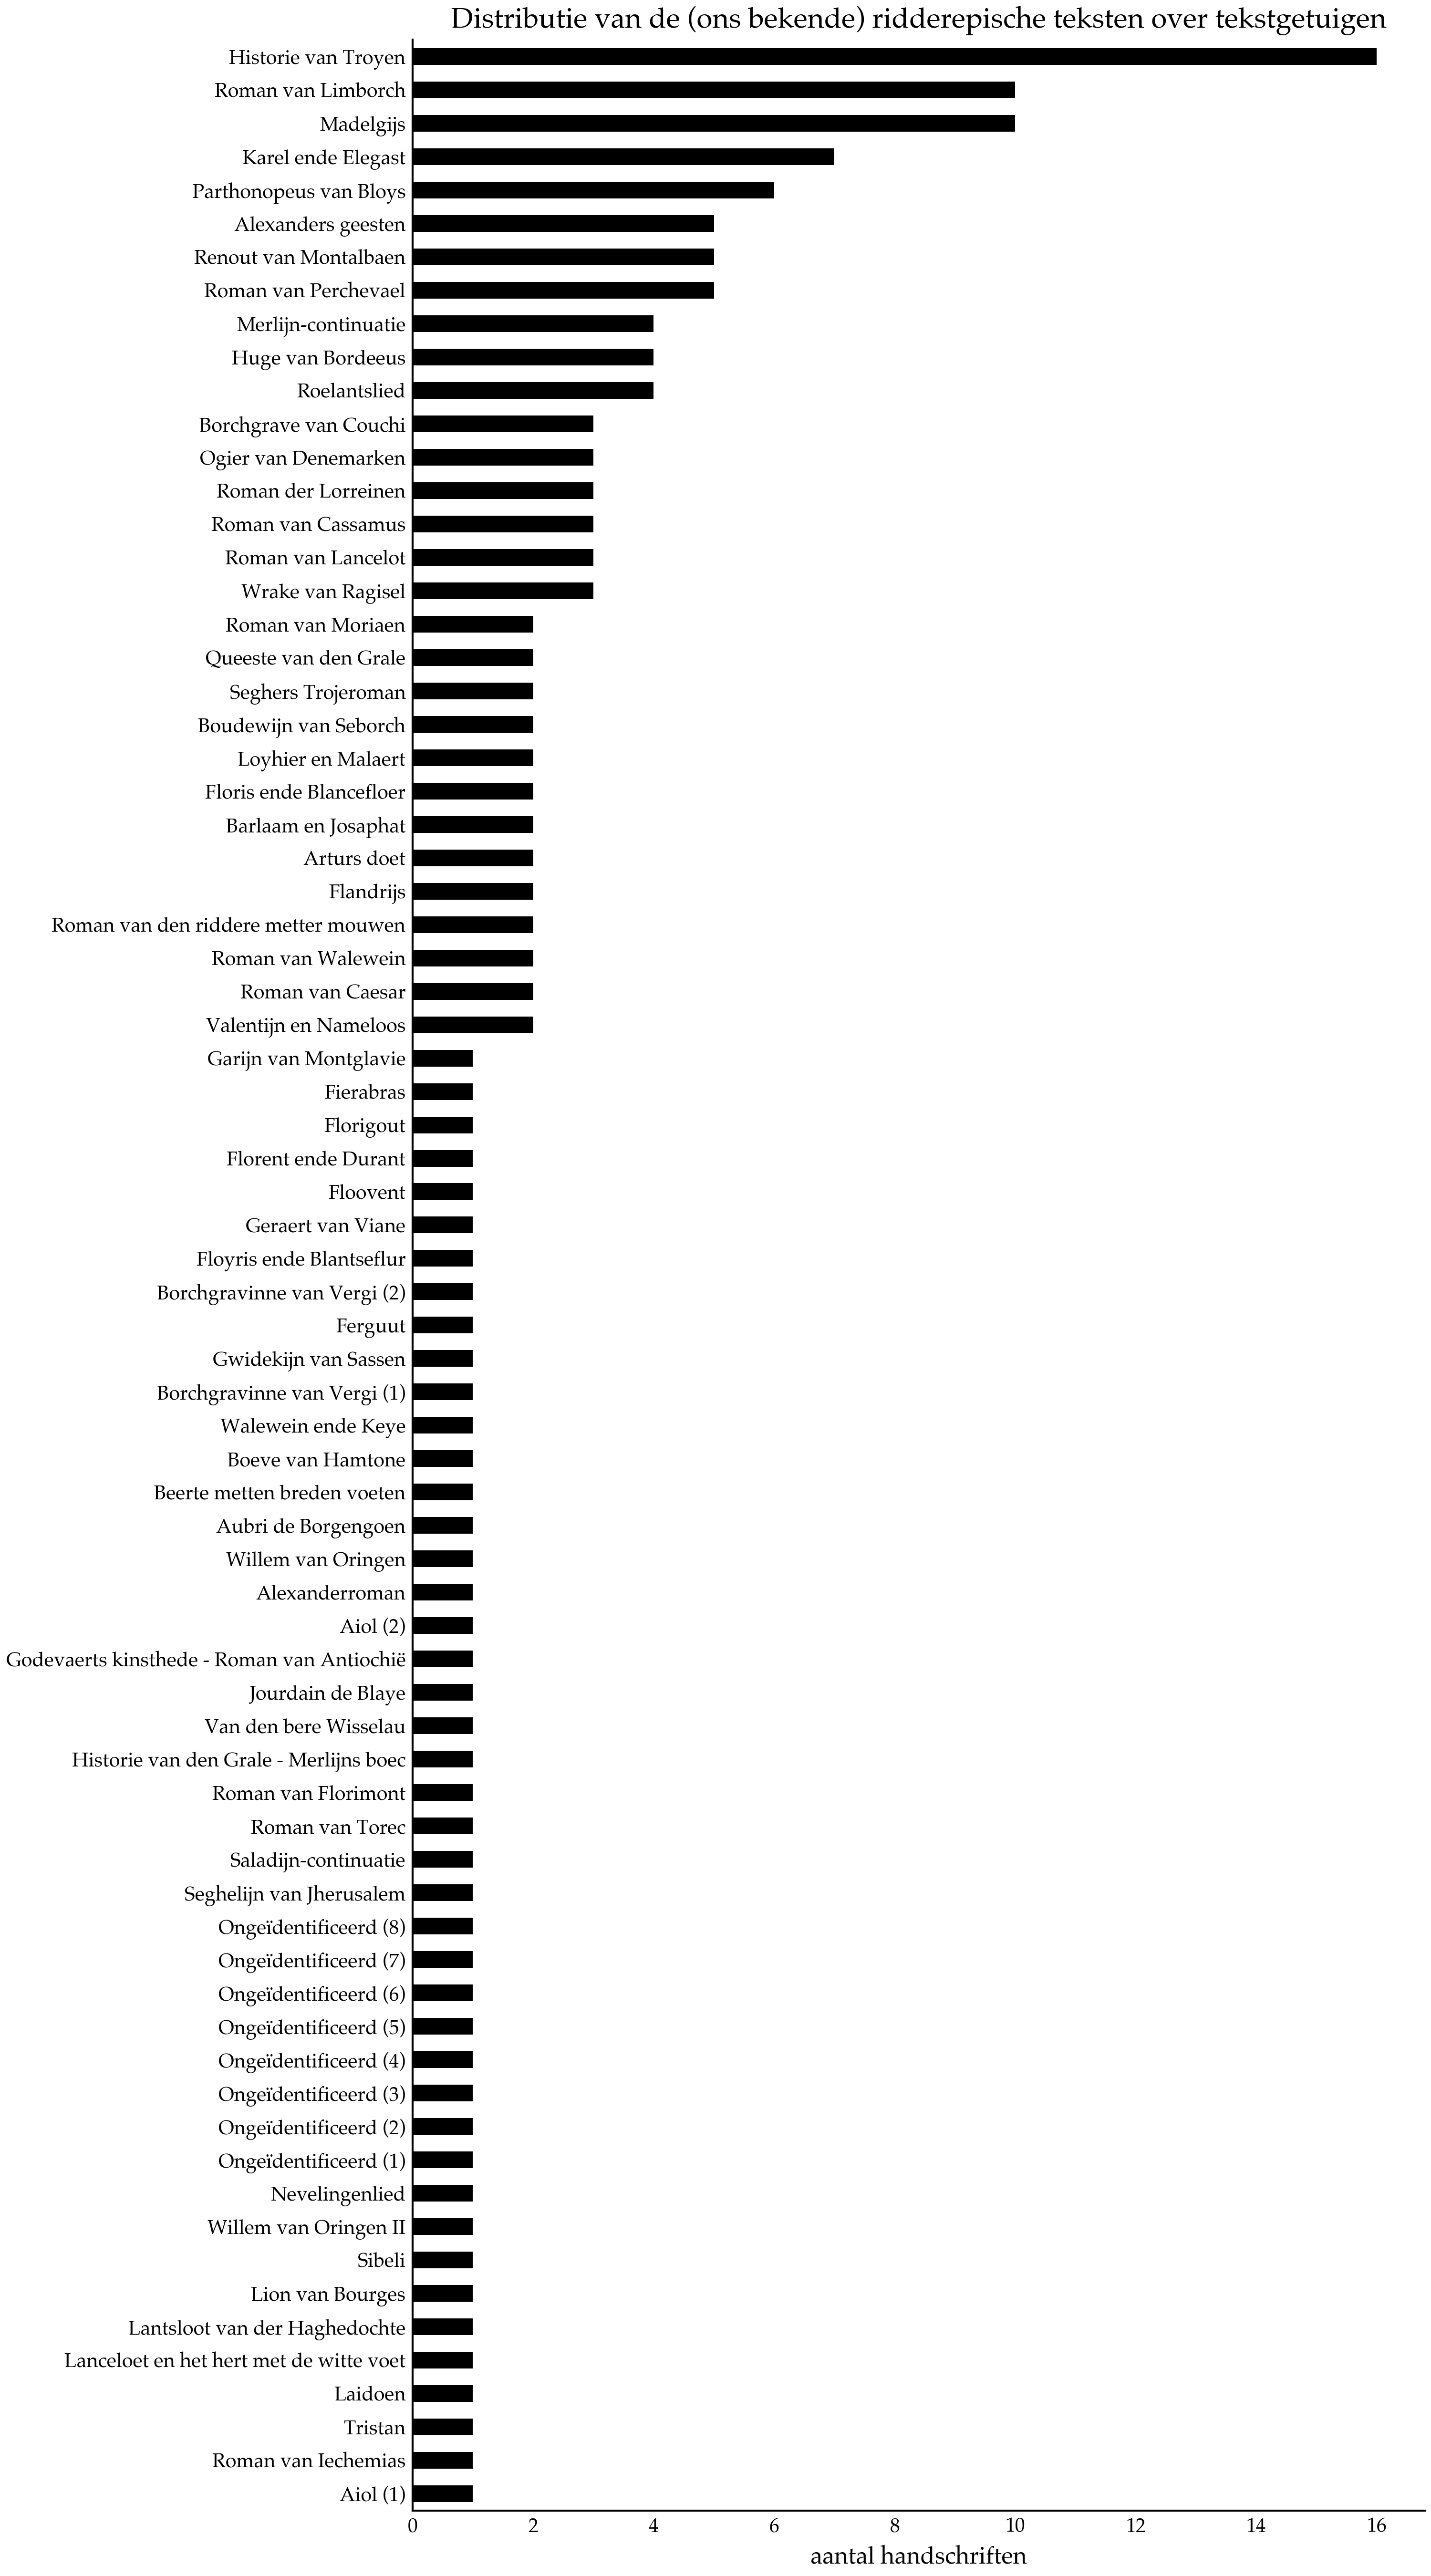 Distributie van de (ons bekende) ridderepische teksten over tekstgetuigen
Historie van Troyen
Roman van Limborch
Madelgijs
Karel ende Elegast
Parthonopeus van Bloys
Alexanders geesten
Renout van Montalbaen
Roman van Perchevael
Merlijn-continuatie
Huge van Bordeeus
Roelantslied
Borchgrave van Couchi
Ogier van Denemarken
Roman der Lorreinen
Roman van Cassamus
Roman van Lancelot
Wrake van Ragisel
Roman van Moriaen
Queeste van den Grale
Seghers Trojeroman
Boudewijn van Seborch
Loyhier en Malaert
Floris ende Blancefloer
Barlaam en Josaphat
Arturs doet
Flandrijs
Roman van den riddere metter mouwen
Roman van Walewein
Roman van Caesar
Valentijn en Nameloos
Garijn van Montglavie
Fierabras
Florigout
Florent ende Durant
Floovent
Geraert van Viane
Floyris ende Blantseflur
Borchgravinne van Vergi (2)
Ferguut
Gwidekijn van Sassen
Borchgravinne van Vergi (1)
Walewein ende Keye
Boeve van Hamtone
Beerte metten breden voeten
Aubri de Borgengoen
Willem van Oringen
Alexanderroman
Aiol (2)
Godevaerts kinsthede - Roman van Antiochië
Jourdain de Blaye
Van den bere Wisselau
Historie van den Grale - Merlijns boec
Roman van Florimont
Roman van Torec
Saladijn-continuatie
Seghelijn van Jherusalem
Ongeïdentificeerd (8)
Ongeïdentificeerd (7)
Ongeïdentificeerd (6)
Ongeïdentificeerd (5)
Ongeïdentificeerd (4)
Ongeïdentificeerd (3)
Ongeïdentificeerd (2)
Ongeïdentificeerd (1)
Nevelingenlied
Willem van Oringen II
Sibeli
Lion van Bourges
Lantsloot van der Haghedochte
Lanceloet en het hert met de witte voet
Laidoen
Tristan
Roman van Iechemias
Aiol (1)
0 2 4 6 8 10 12 14 16
aantal handschriften